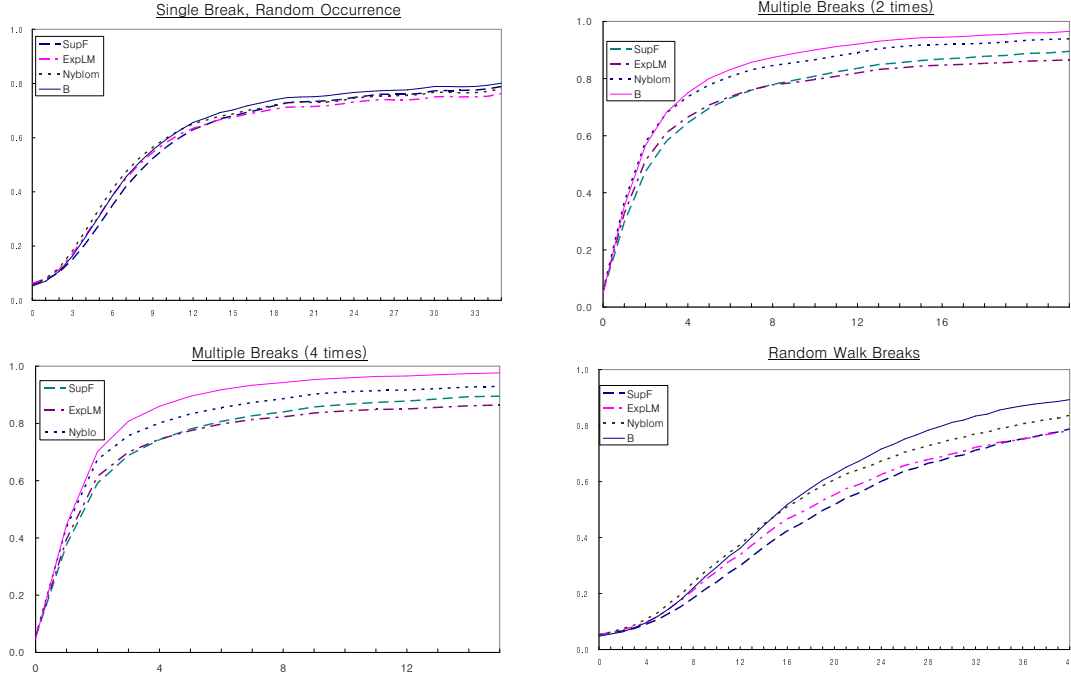 Single Break, Random Occurrence
SupF
ExpLM
Nyblom
B
1.0
0.8
0.6
0.4
0.2
0.0
0 3 6 9 12 15 18 21 24 27 30 33
Multiple Breaks (2 times)
SupF
ExpLM
Nyblom
B
1.0
0.8
0.6
0.4
0.2
0.0
0 4 8 12 16
Multiple Breaks (4 times)
SupF
ExpLM
Nyblo
1.0
0.8
0.6
0.4
0.2
0.0
0 4 8 12
Random Walk Breaks
SupF
ExpLM
Nyblom
B
1.0
0.8
0.6
0.4
0.2
0.0
0 4 8 12 16 20 24 28 32 36 4